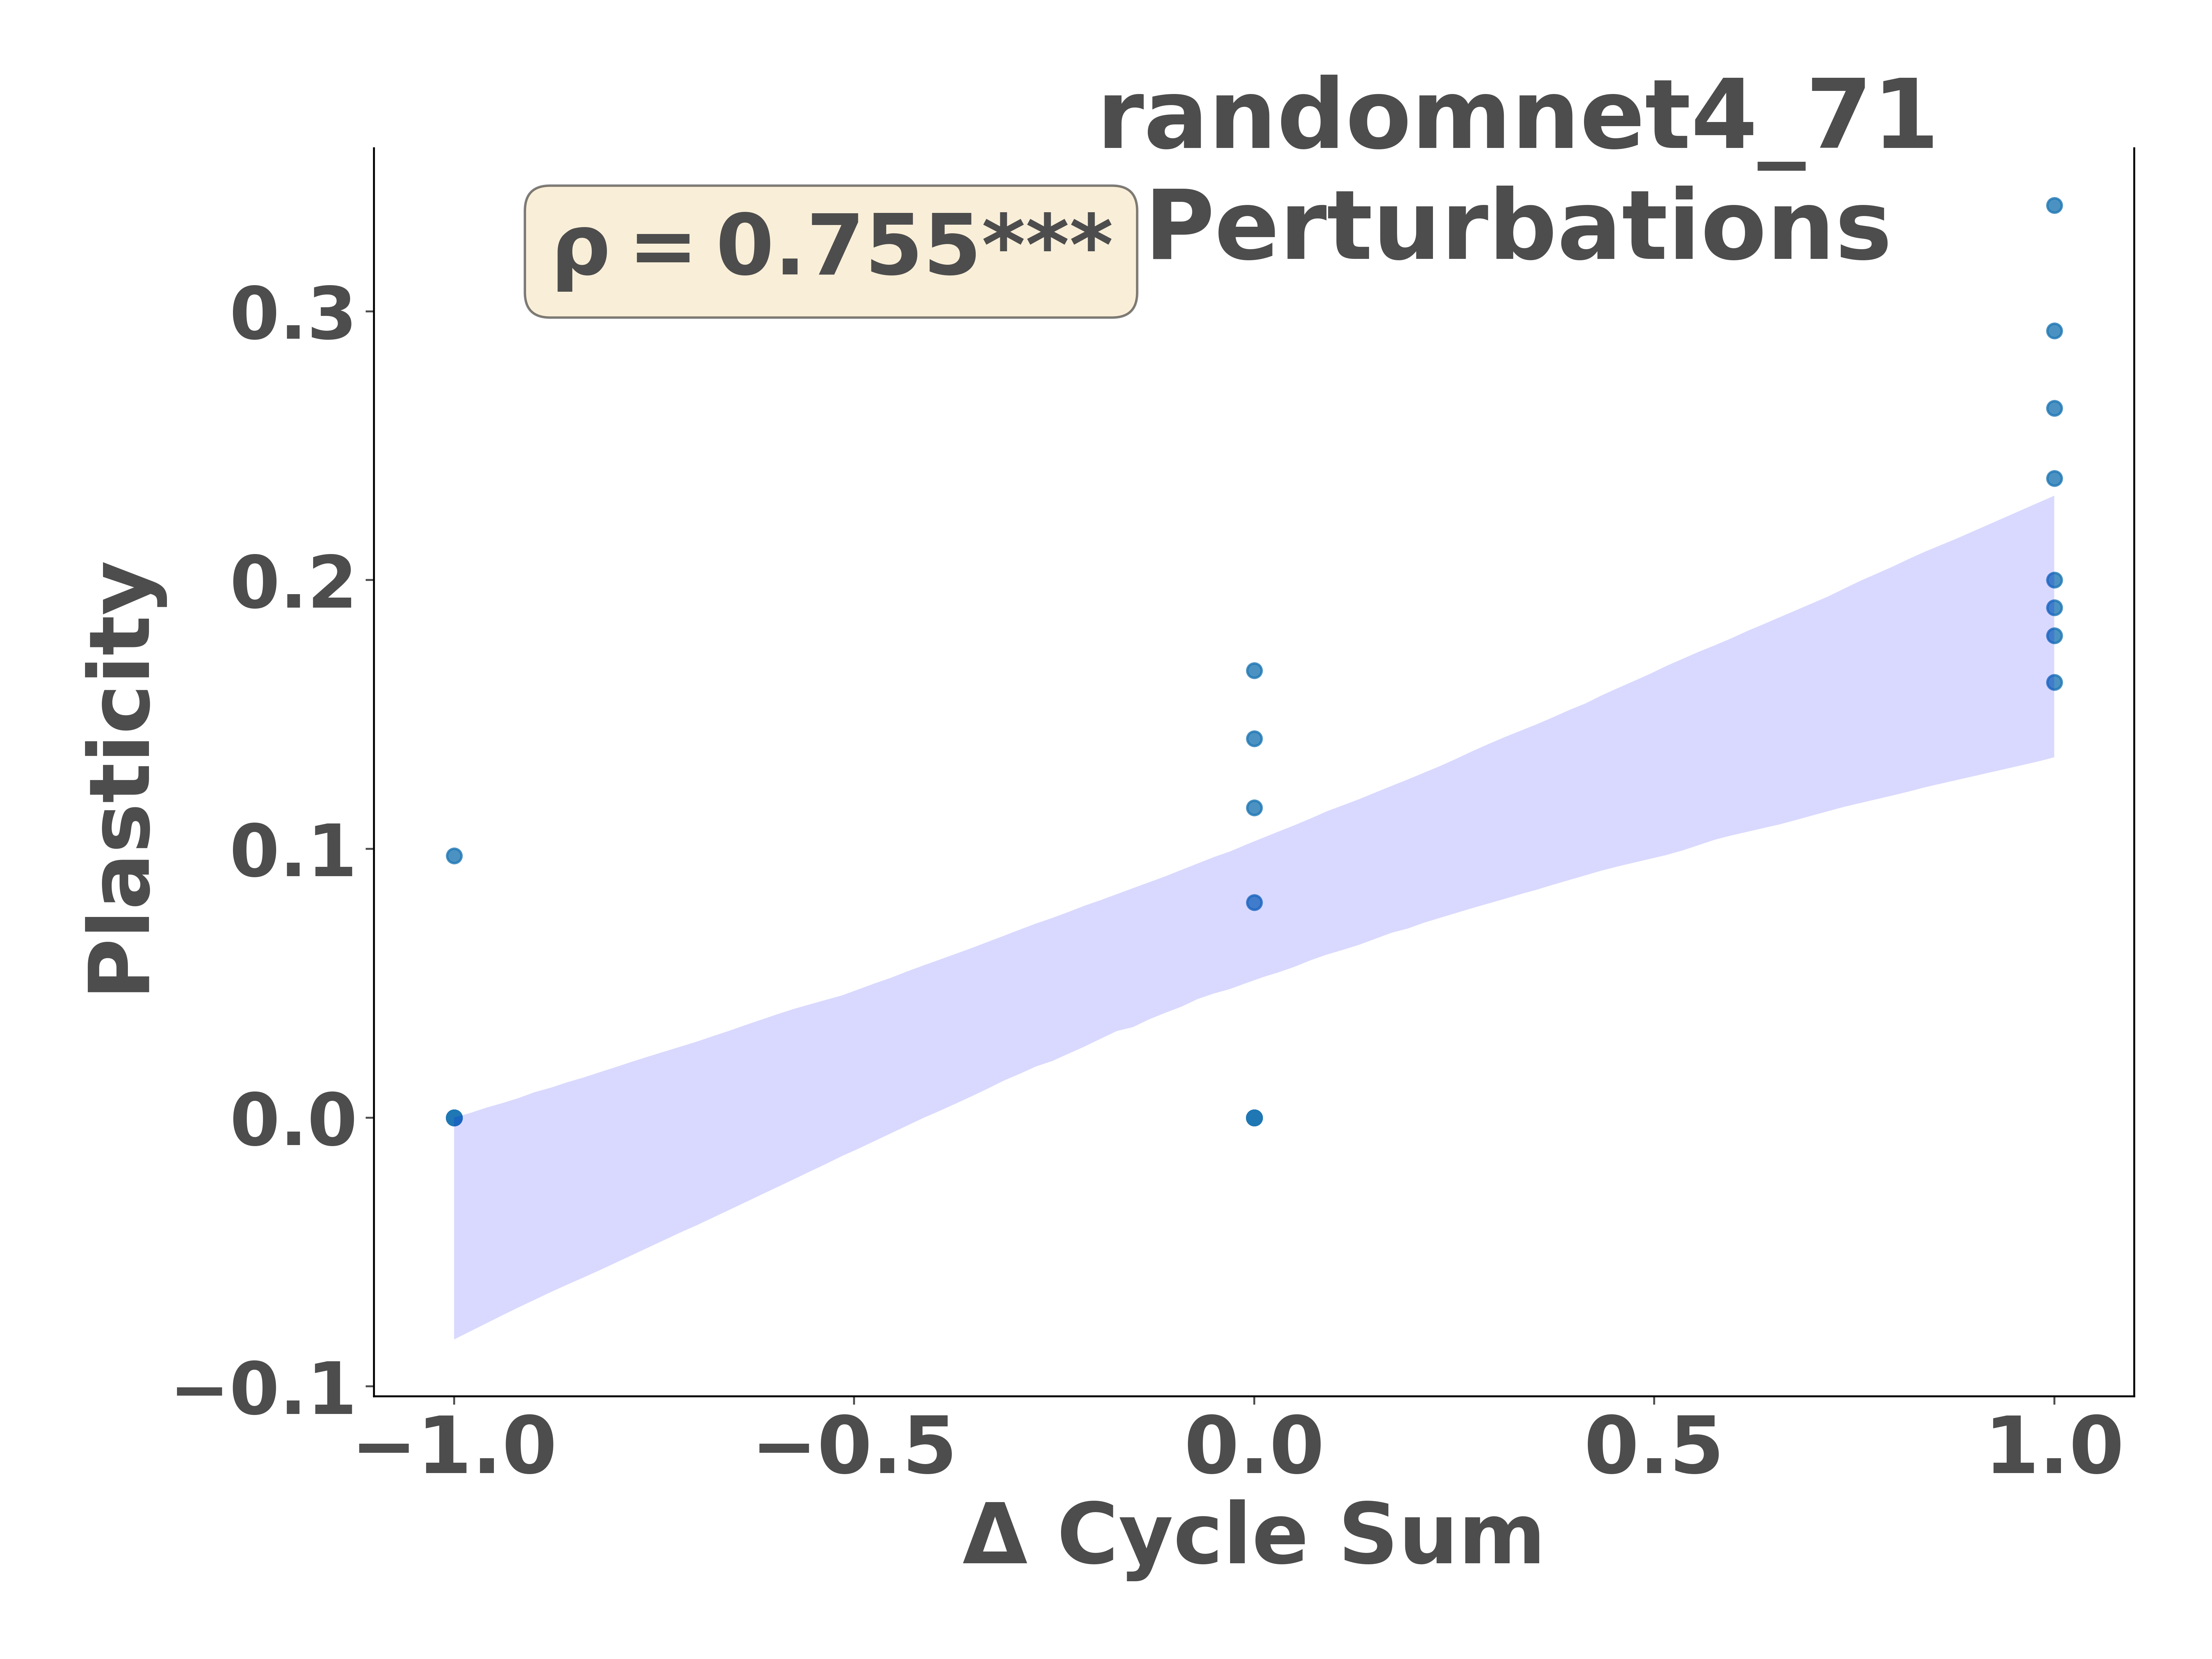 randomnet4_71
Perturbations
ρ = 0.755***
Plasticity
0.3
0.2
0.1
0.0
−0.1
−1.0 −0.5 0.0 0.5 1.0
Δ Cycle Sum